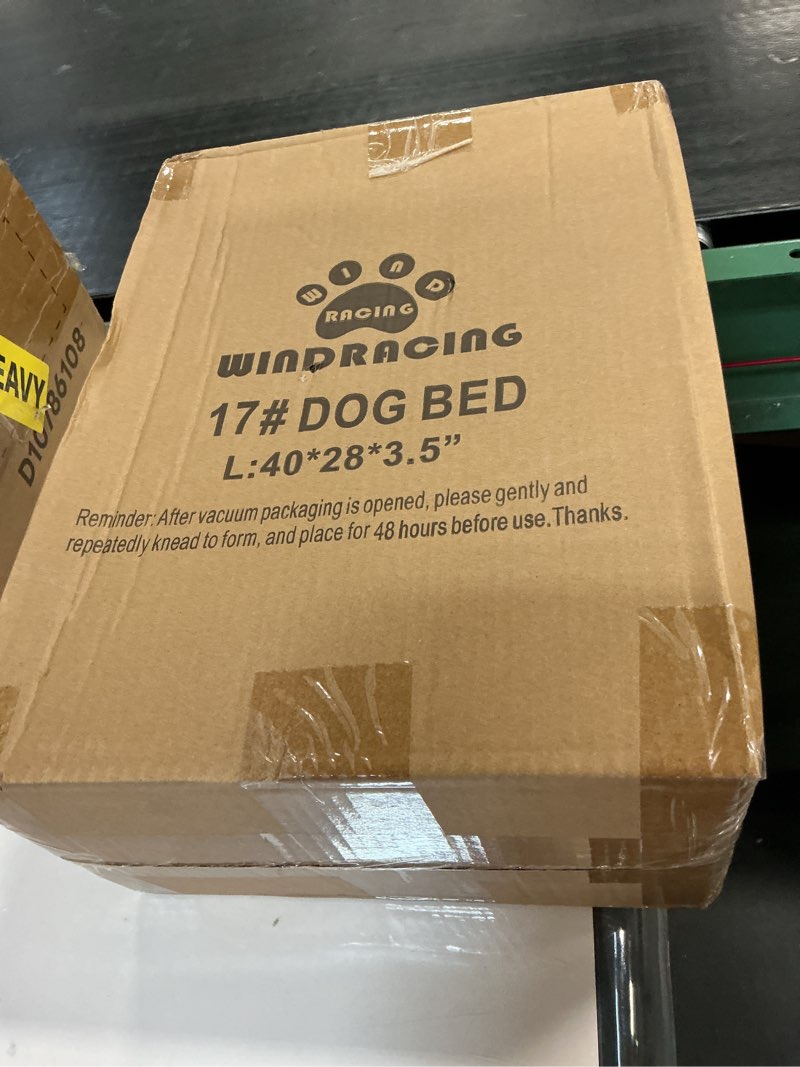 WIND
RACING
WINDRACING
17# DOG BED
L:40*28*3.5”
Reminder: After vacuum packaging is opened, please gently and
repeatedly knead to form, and place for 48 hours before use.Thanks.
EAVY